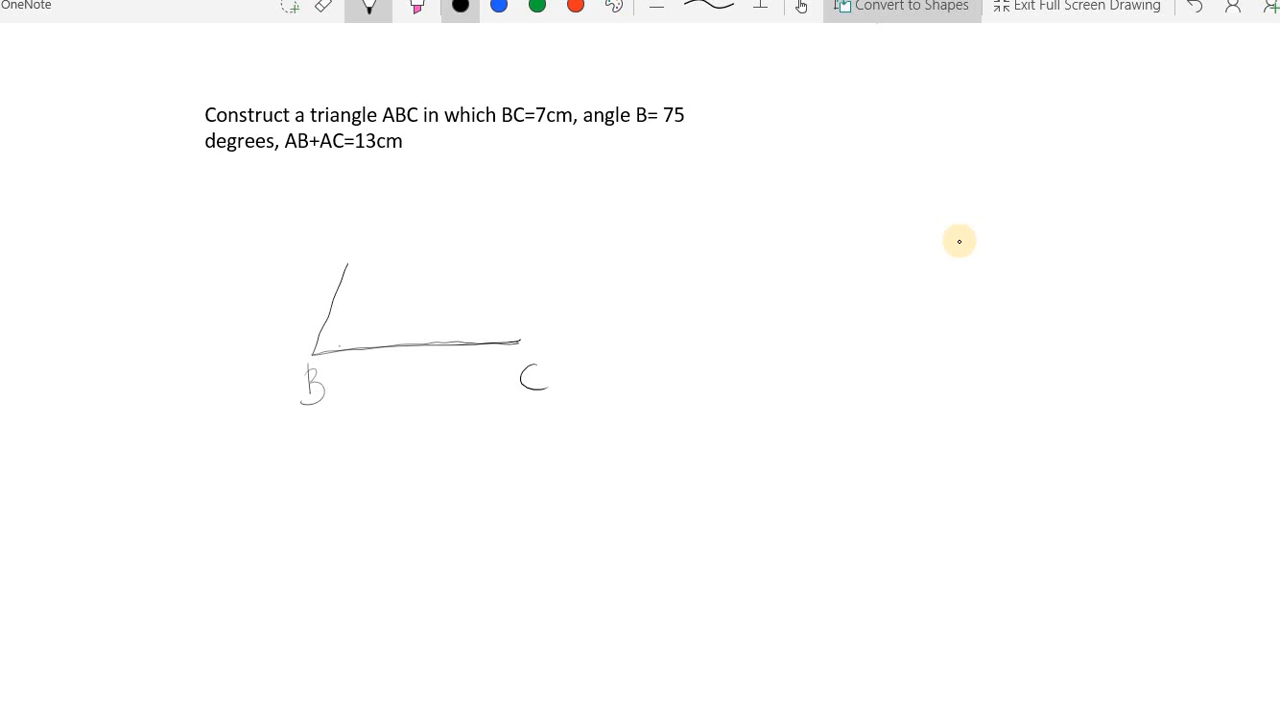 OneNote
Convert to Shapes
Exit Full Screen Drawing
Construct a triangle ABC in which BC=7cm, angle B= 75
degrees, AB+AC=13cm
B
C